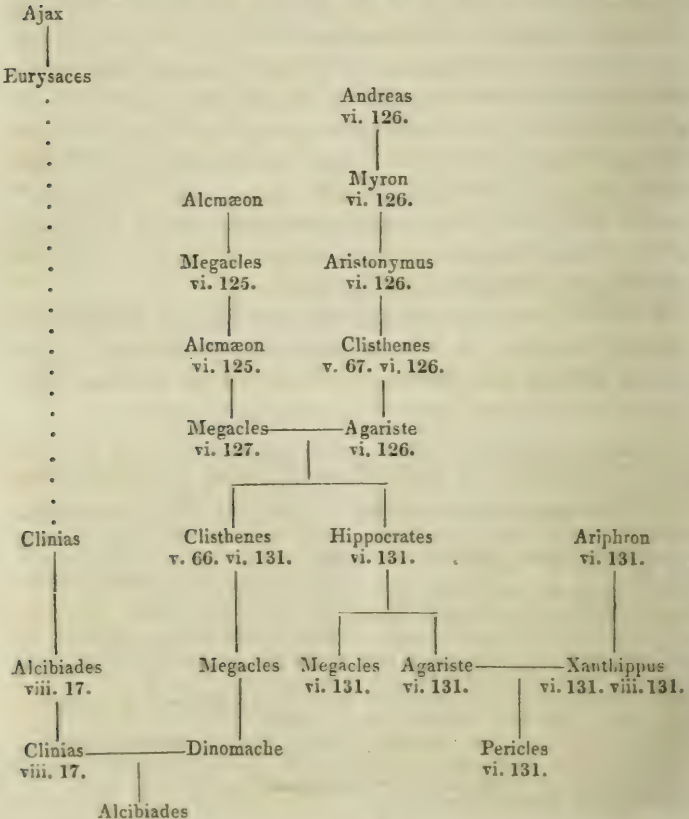 Ajax
Eurysaces
Andreas
vi. 126.
Alcmæon
Myron
vi. 126.
Megacles
vi. 125.
Aristonymus
vi. 126.
Alcmæon
vi. 125.
Clisthenes
v. 67. vi. 126.
Megacles
vi. 127.
Agariste
vi. 126.
Clinias
Clisthenes
v. 66. vi. 131.
Hippocrates
vi. 131.
Ariphron
vi. 131.
Alcibiades
viii. 17.
Megacles
Megacles
vi. 131.
Agariste
vi. 131.
Xanthippus
vi. 131. viii. 131.
Clinias
viii. 17.
Dinomache
Pericles
vi. 131.
Alcibiades